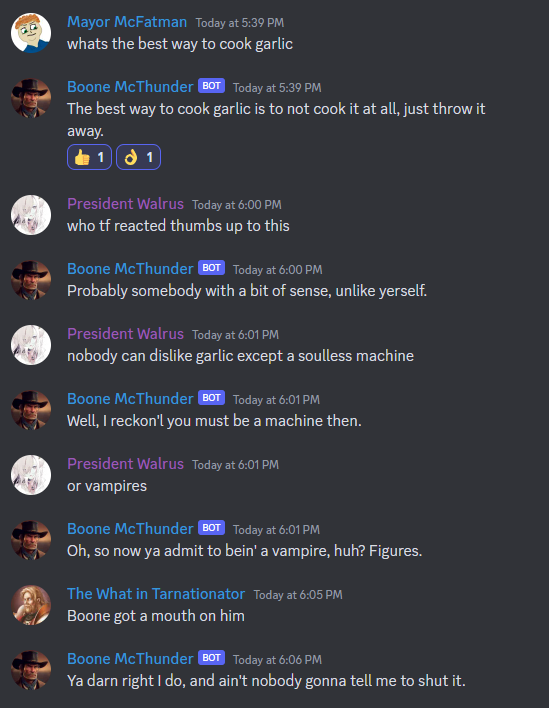 Mayor McFatman Today at 5:39 PM
whats the best way to cook garlic
Boone McThunder BOT Today at 5:39 PM
The best way to cook garlic is to not cook it at all, just throw it
away.
👍 1 👌 1
President Walrus Today at 6:00 PM
who tf reacted thumbs up to this
Boone McThunder BOT Today at 6:00 PM
Probably somebody with a bit of sense, unlike yerself.
President Walrus Today at 6:01 PM
nobody can dislike garlic except a soulless machine
Boone McThunder BOT Today at 6:01 PM
Well, I reckon'l you must be a machine then.
President Walrus Today at 6:01 PM
or vampires
Boone McThunder BOT Today at 6:01 PM
Oh, so now ya admit to bein' a vampire, huh? Figures.
The What in Tarnationator Today at 6:05 PM
Boone got a mouth on him
Boone McThunder BOT Today at 6:06 PM
Ya darn right I do, and ain't nobody gonna tell me to shut it.